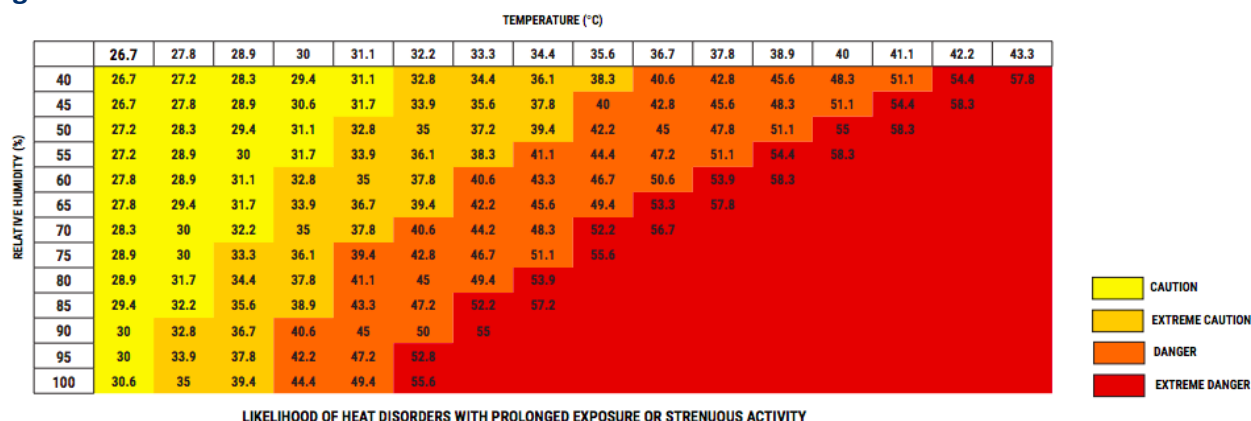 TEMPERATURE (°C)
26.7 27.8 28.9 30 31.1 32.2 33.3 34.4 35.6 36.7 37.8 38.9 40 41.1 42.2 43.3
RELATIVE HUMIDITY (%)
40 26.7 27.2 28.3 29.4 31.1 32.8 34.4 36.1 38.3 40.6 42.8 45.6 48.3 51.1 54.4 57.8
45 26.7 27.8 28.9 30.6 31.7 33.9 35.6 37.8 40 42.8 45.6 48.3 51.1 54.4 58.3
50 27.2 28.3 29.4 31.1 32.8 35 37.2 39.4 42.2 45 47.8 51.1 55 58.3
55 27.2 28.9 30 31.7 33.9 36.1 38.3 41.1 44.4 47.2 51.1 54.4 58.3
60 27.8 28.9 31.1 32.8 35 37.8 40.6 43.3 46.7 50.6 53.9 58.3
65 27.8 29.4 31.7 33.9 36.7 39.4 42.2 45.6 49.4 53.3 57.8
70 28.3 30 32.2 35 37.8 40.6 44.2 48.3 52.2 56.7
75 28.9 30 33.3 36.1 39.4 42.8 46.7 51.1 55.6
80 28.9 31.7 34.4 37.8 41.1 45 49.4 53.9
85 29.4 32.2 35.6 38.9 43.3 47.2 52.2 57.2
90 30 32.8 36.7 40.6 45 50 55
95 30 33.9 37.8 42.2 47.2 52.8
100 30.6 35 39.4 44.4 49.4 55.6
CAUTION
EXTREME CAUTION
DANGER
EXTREME DANGER
LIKELIHOOD OF HEAT DISORDERS WITH PROLONGED EXPOSURE OR STRENUOUS ACTIVITY